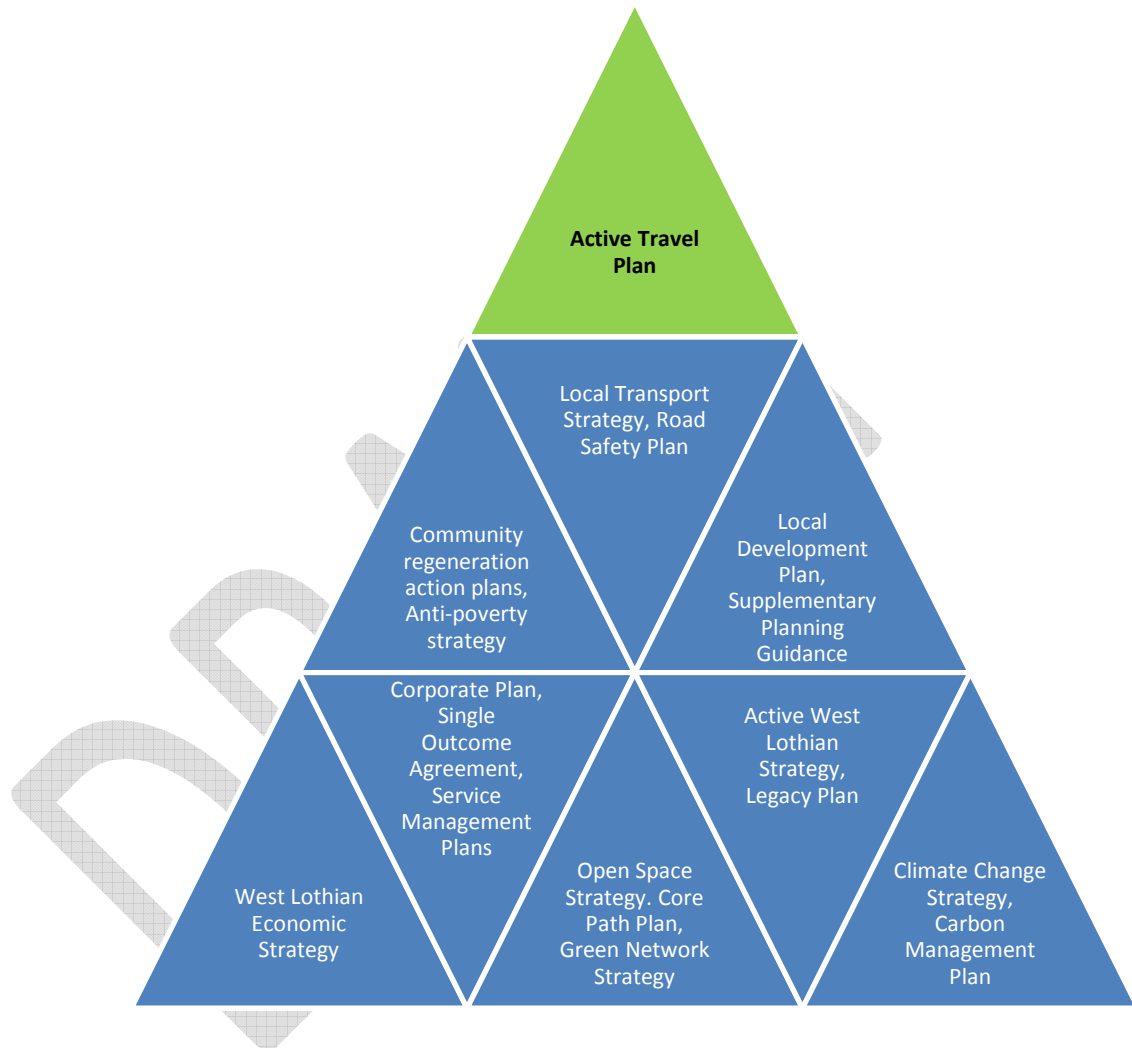 Active Travel
Plan
Local Transport
Strategy, Road
Safety Plan
Community
regeneration
action plans,
Anti-poverty
strategy
Local
Development
Plan,
Supplementary
Planning
Guidance
West Lothian
Economic
Strategy
Corporate Plan,
Single
Outcome
Agreement,
Service
Management
Plans
Open Space
Strategy. Core
Path Plan,
Green Network
Strategy
Active West
Lothian
Strategy,
Legacy Plan
Climate Change
Strategy,
Carbon
Management
Plan